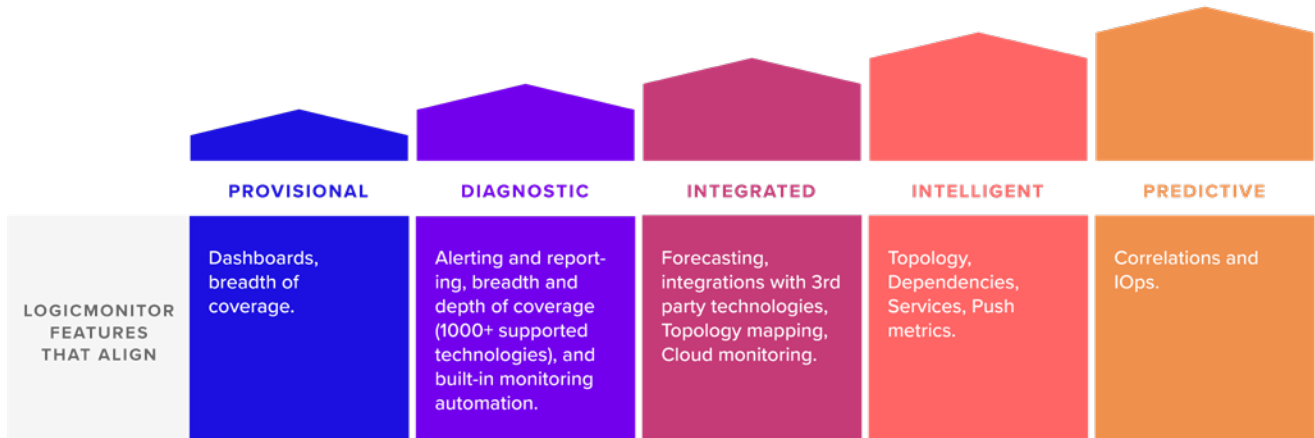 PROVISIONAL
DIAGNOSTIC
INTEGRATED
INTELLIGENT
PREDICTIVE
LOGICMONITOR
FEATURES
THAT ALIGN
Dashboards,
breadth of
coverage.
Alerting and report-
ing, breadth and
depth of coverage
(1000+ supported
technologies), and
built-in monitoring
automation.
Forecasting,
integrations with 3rd
party technologies,
Topology mapping,
Cloud monitoring.
Topology,
Dependencies,
Services, Push
metrics.
Correlations and
IOps.